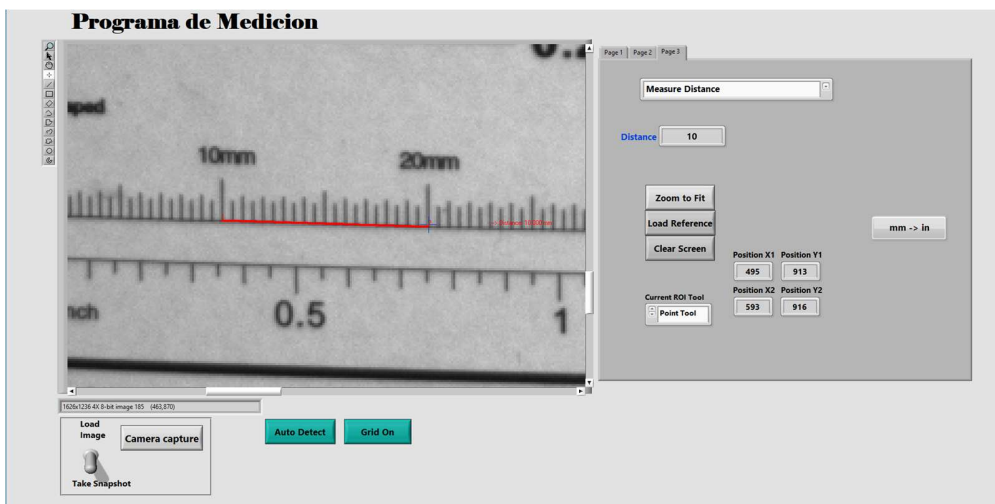 Programa de Medicion
Page 1 Page 2 Page 3
Measure Distance
aped
Distance 10
10mm
20mm
Zoom to Fit
Load Reference
mm -> in
Clear Screen
Position X1 Position Y1
495 913
Position X2 Position Y2
593 916
Current ROI Tool
Point Tool
nch
0.5
1
1626x1236 4X 8-bit image 185 (463,870)
Load
Image
Camera capture
Take Snapshot
Auto Detect
Grid On